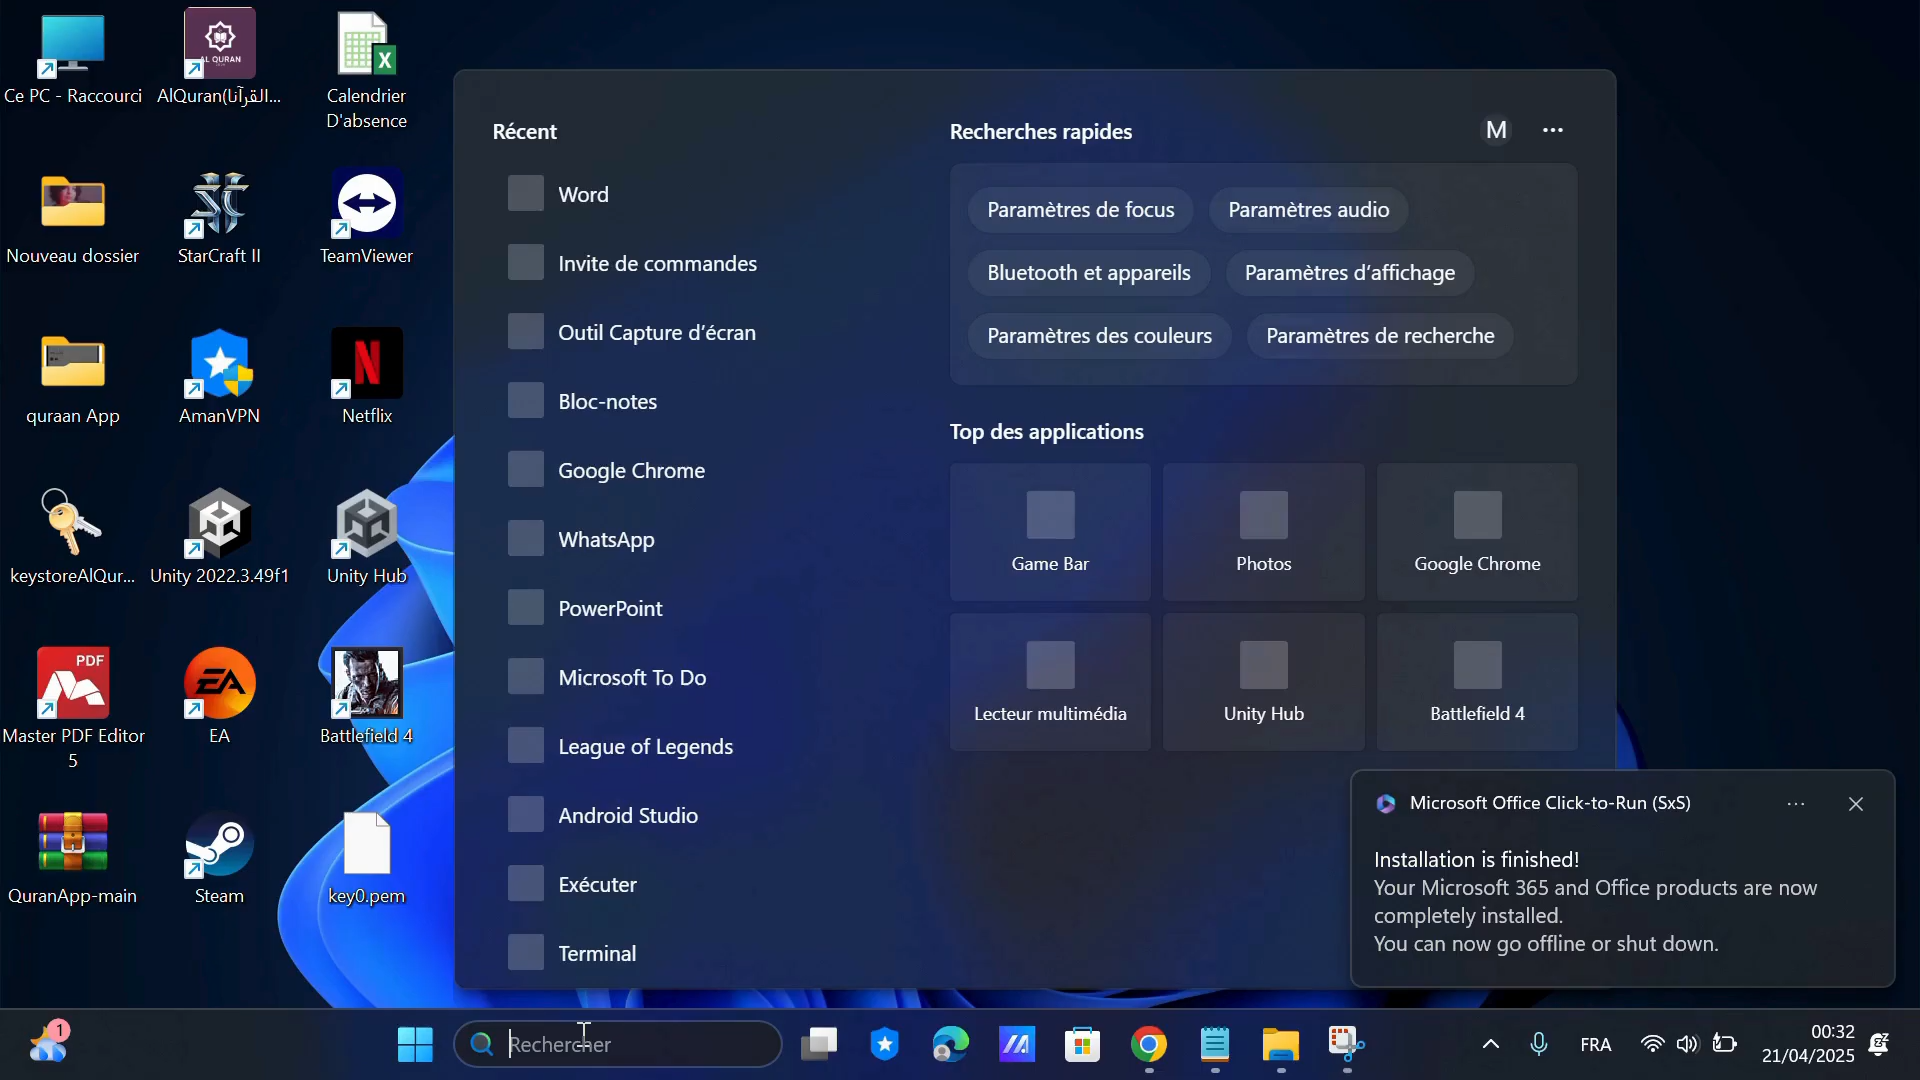 Ce PC - Raccourci
AlQuran(القرآنا...
AL QURAN
Calendrier
D'absence
Nouveau dossier
StarCraft II
TeamViewer
quraan App
AmanVPN
Netflix
keystoreAlQur...
Unity 2022.3.49f1
Unity Hub
PDF
Master PDF Editor
5
EA
EA
Battlefield 4
QuranApp-main
Steam
key0.pem
Récent
Word
Invite de commandes
Outil Capture d'écran
Bloc-notes
Google Chrome
WhatsApp
PowerPoint
Microsoft To Do
League of Legends
Android Studio
Exécuter
Terminal
Recherches rapides
M
Paramètres de focus
Paramètres audio
Bluetooth et appareils
Paramètres d'affichage
Paramètres des couleurs
Paramètres de recherche
Top des applications
Game Bar
Photos
Google Chrome
Lecteur multimédia
Unity Hub
Battlefield 4
Microsoft Office Click-to-Run (SxS)
Installation is finished!
Your Microsoft 365 and Office products are now
completely installed.
You can now go offline or shut down.
1
Rechercher
FRA
00:32
21/04/2025